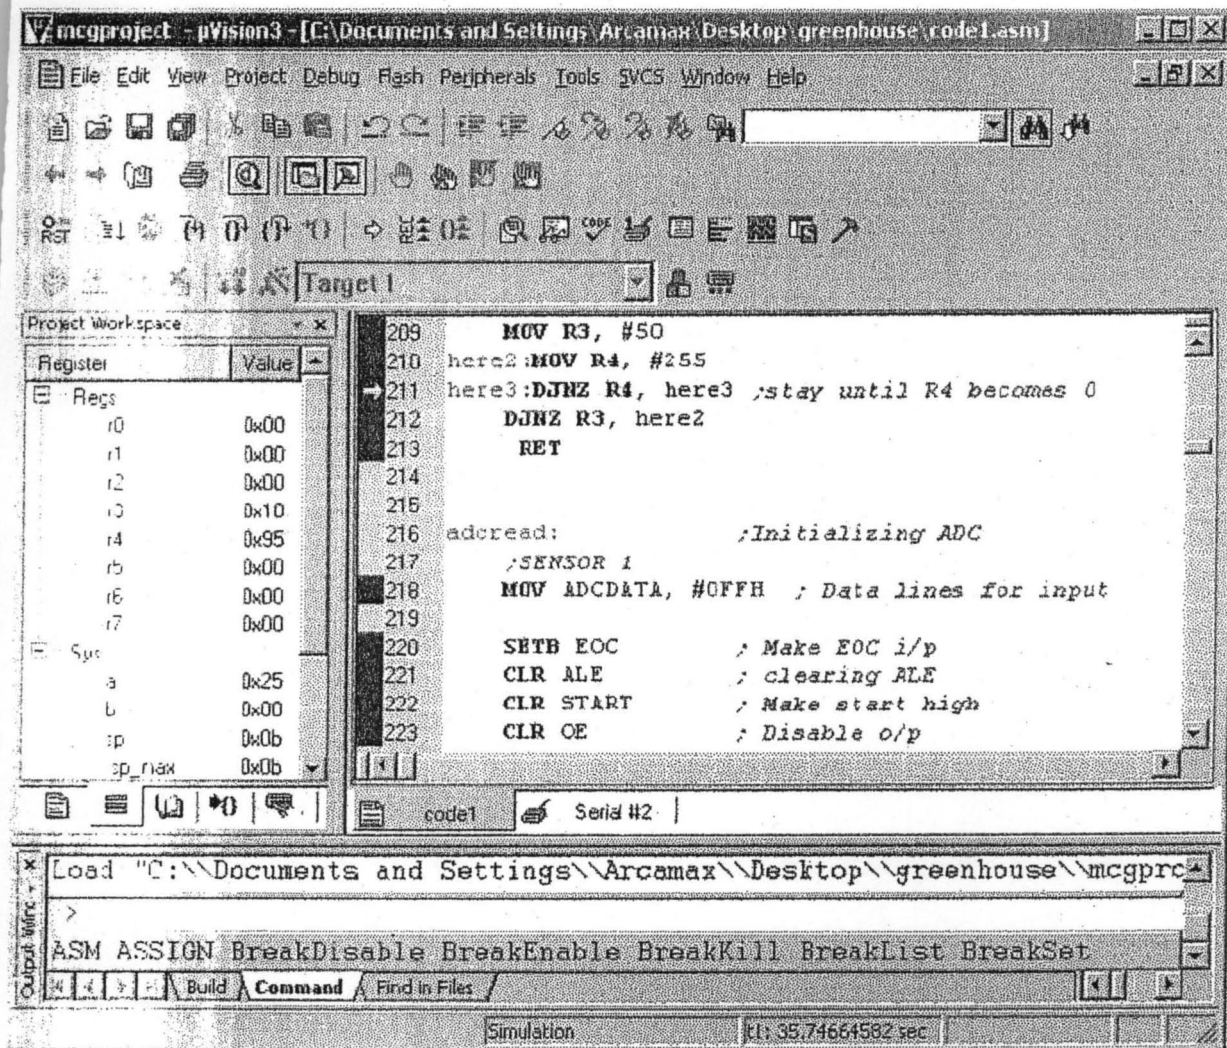 mcgproject - µVision3 - [C:\Documents and Settings\Arcamax\Desktop\greenhouse\code1.asm]
File Edit View Project Debug Flash Peripherals Tools SVCS Window Help
RST
CODE
Target 1
Project Workspace
Register Value
Regs
r0 0x00
r1 0x00
r2 0x00
r3 0x10
r4 0x95
r5 0x00
r6 0x00
r7 0x00
Sys
a 0x25
b 0x00
sp 0x0b
sp_max 0x0b
209 MOV R3, #50
210 here2:MOV R4, #255
211 here3:DJNZ R4, here3 ;stay until R4 becomes 0
212 DJNZ R3, here2
213 RET
214
215
216 adcread: ;Initializing ADC
217 ;SENSOR 1
218 MOV ADCDATA, #0FFH ; Data lines for input
219
220 SETB EOC ; Make EOC i/p
221 CLR ALE ; clearing ALE
222 CLR START ; Make start high
223 CLR OE ; Disable o/p
code1 Serial #2
Output Winc
Load "C:\\Documents and Settings\\Arcamax\\Desktop\\greenhouse\\mcgprc
>
ASM ASSIGN BreakDisable BreakEnable BreakKill BreakList BreakSet
Build Command Find in Files
Simulation t1: 35.74664582 sec